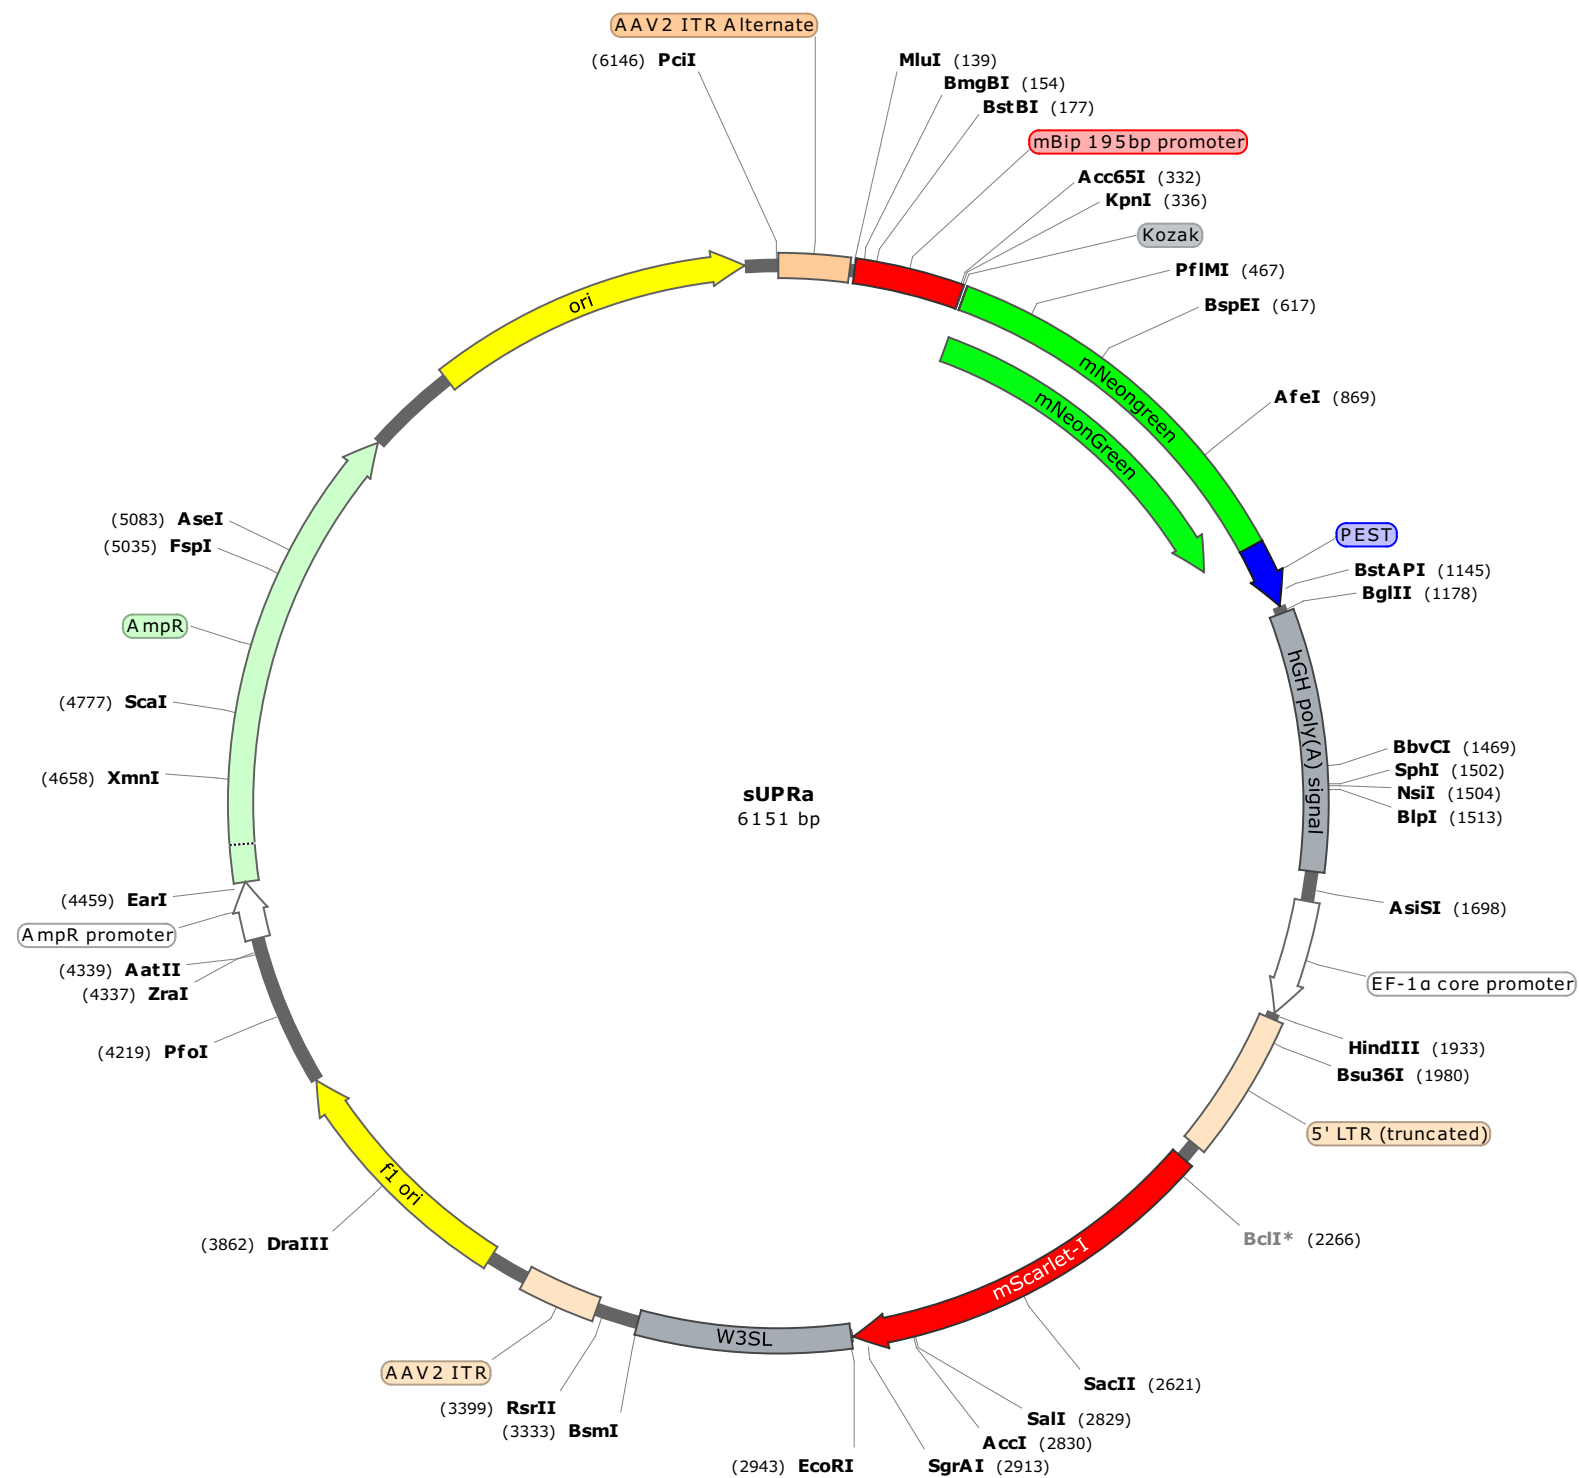 AAV2 ITR Alternate
(6146) PciI
MluI (139)
BmgBI (154)
BstBI (177)
mBip 195bp promoter
Acc65I (332)
KpnI (336)
Kozak
PflMI (467)
BspEI (617)
AfeI (869)
ori
mNeongreen
mNeonGreen
PEST
BstAPI (1145)
BglII (1178)
hGH poly(A) signal
BbvCI (1469)
SphI (1502)
NsiI (1504)
BlpI (1513)
AsiSI (1698)
EF-1α core promoter
HindIII (1933)
Bsu36I (1980)
5' LTR (truncated)
BclI* (2266)
mScarlet-I
SacII (2621)
SalI (2829)
AccI (2830)
SgrAI (2913)
(2943) EcoRI
W3SL
(3333) BsmI
(3399) RsrII
AAV2 ITR
f1 ori
(3862) DraIII
(4219) PfoI
(4337) ZraI
(4339) AatII
AmpR promoter
(4459) EarI
(4658) XmnI
(4777) ScaI
AmpR
(5035) FspI
(5083) AseI
sUPRa
6151 bp